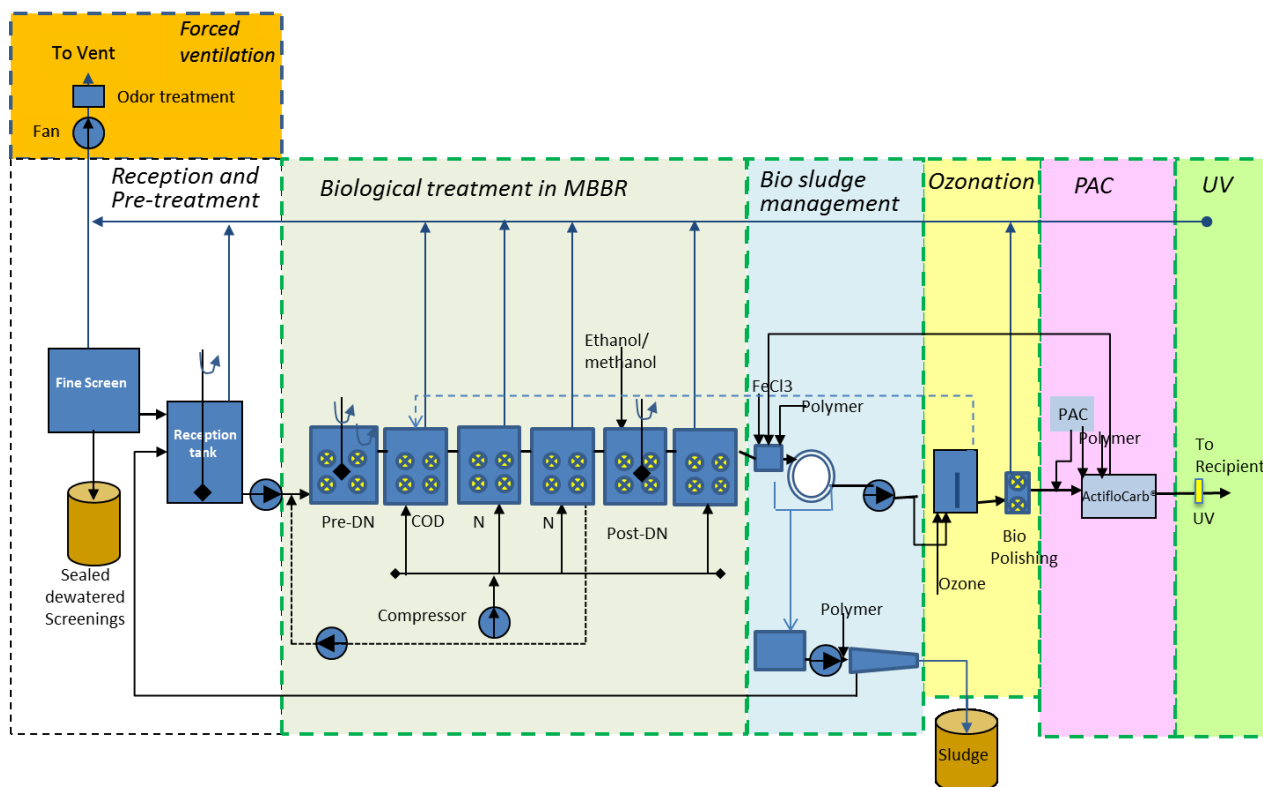 Forced
ventilation
To Vent
Odor treatment
Fan
Reception and
Pre-treatment
Biological treatment in MBBR
Bio sludge
management
Ozonation
PAC
UV
Fine Screen
Reception
tank
Sealed
dewatered
Screenings
Ethanol/
methanol
Pre-DN
COD
N
N
Post-DN
Compressor
FeCl3
Polymer
Polymer
Ozone
Bio
Polishing
PAC
Polymer
ActifloCarb®
To
Recipient
UV
Sludge